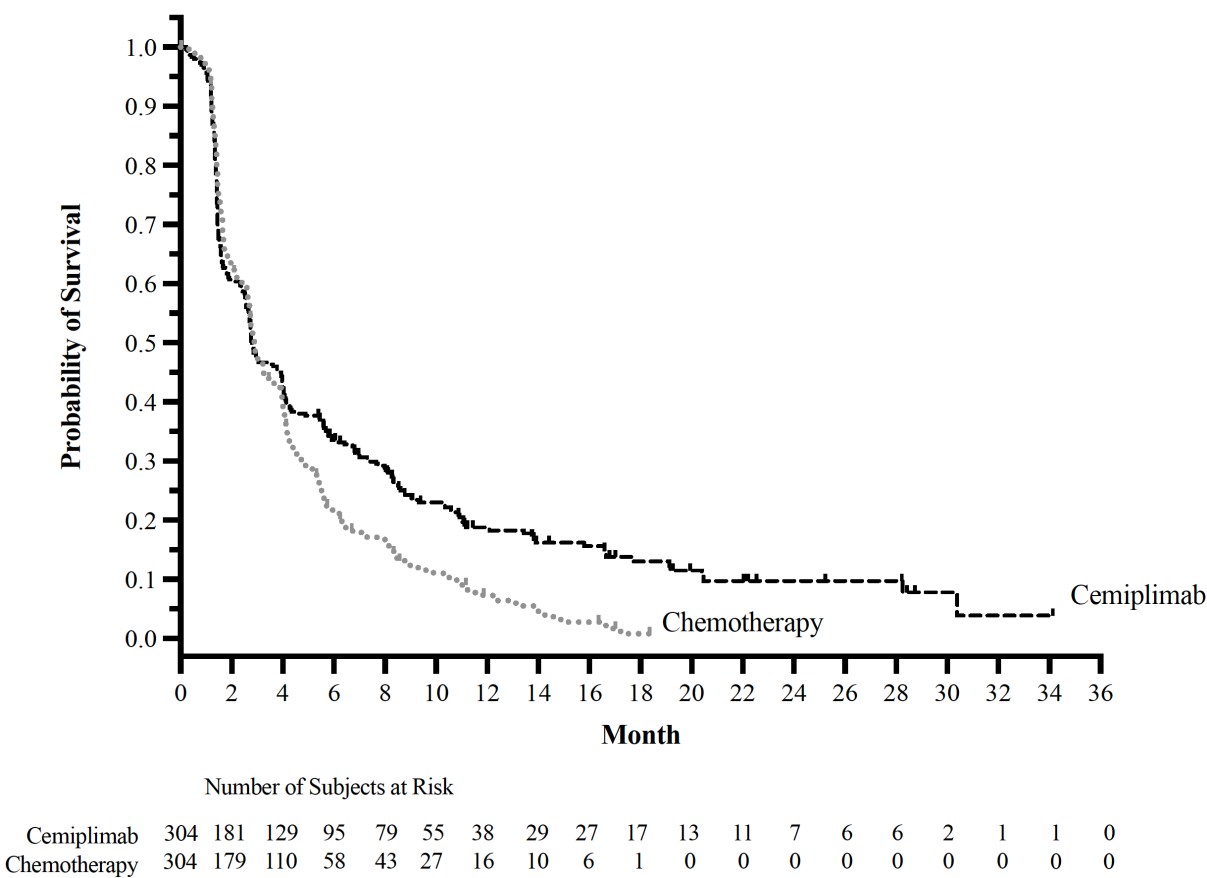 1.0
0.9
0.8
0.7
0.6
0.5
0.4
0.3
0.2
0.1
0.0
Probability of Survival
Cemiplimab
Chemotherapy
0 2 4 6 8 10 12 14 16 18 20 22 24 26 28 30 32 34 36
Month
Number of Subjects at Risk
Cemiplimab 304 181 129 95 79 55 38 29 27 17 13 11 7 6 6 2 1 1 0
Chemotherapy 304 179 110 58 43 27 16 10 6 1 0 0 0 0 0 0 0 0 0